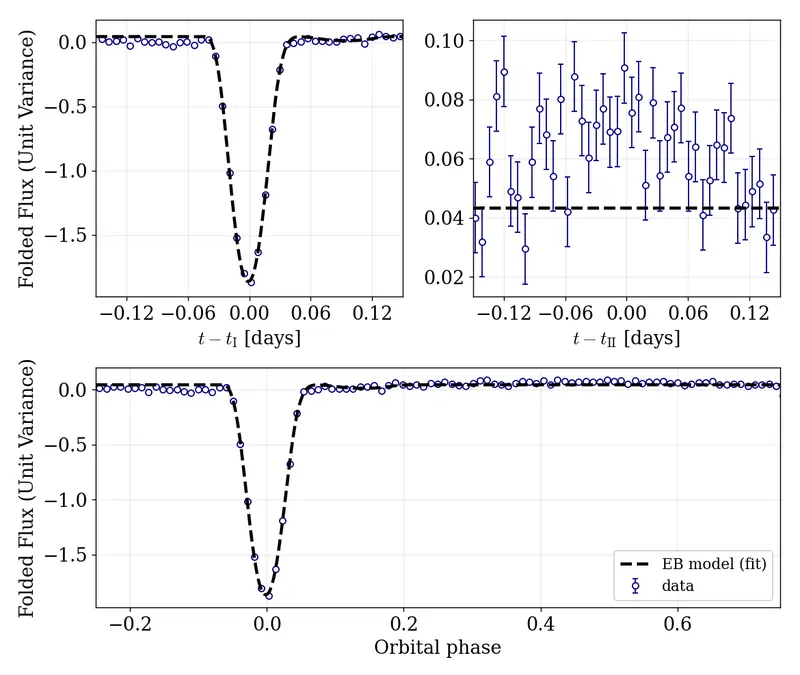 Folded Flux (Unit Variance)
0.0
−0.5
−1.0
−1.5
−0.12 −0.06 0.00 0.06 0.12
t − tI [days]
0.10
0.08
0.06
0.04
0.02
−0.12 −0.06 0.00 0.06 0.12
t − tII [days]
Folded Flux (Unit Variance)
0.0
−0.5
−1.0
−1.5
EB model (fit)
data
−0.2 0.0 0.2 0.4 0.6
Orbital phase